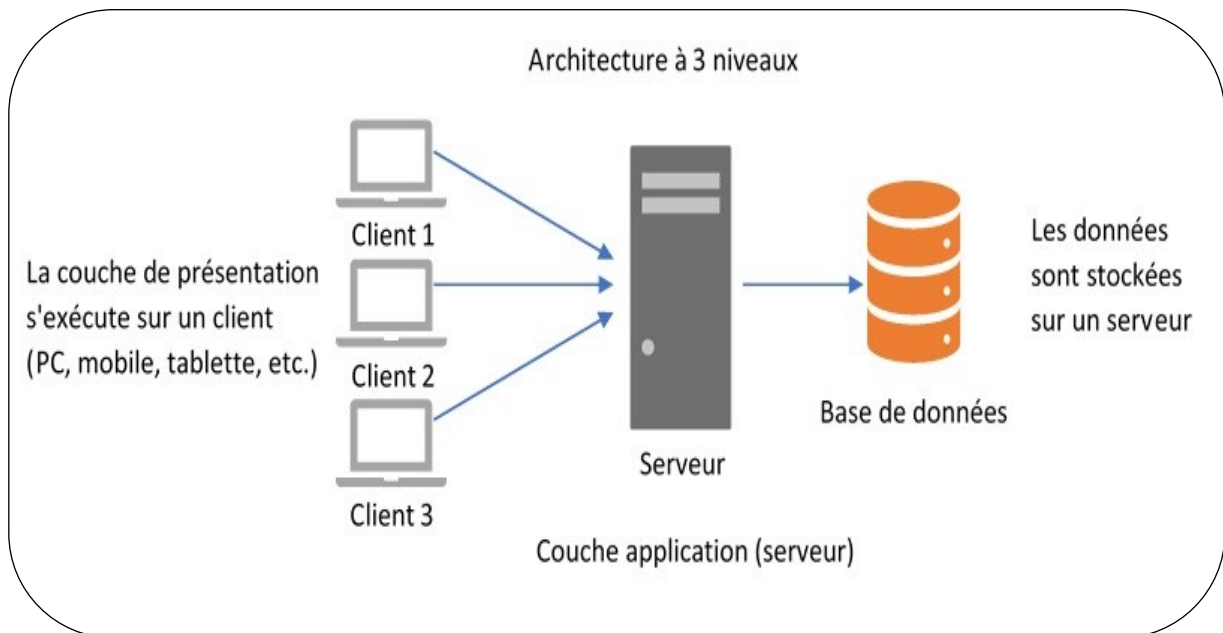 Architecture à 3 niveaux
La couche de présentation
s'exécute sur un client
(PC, mobile, tablette, etc.)
Client 1
Client 2
Client 3
Serveur
Couche application (serveur)
Base de données
Les données
sont stockées
sur un serveur